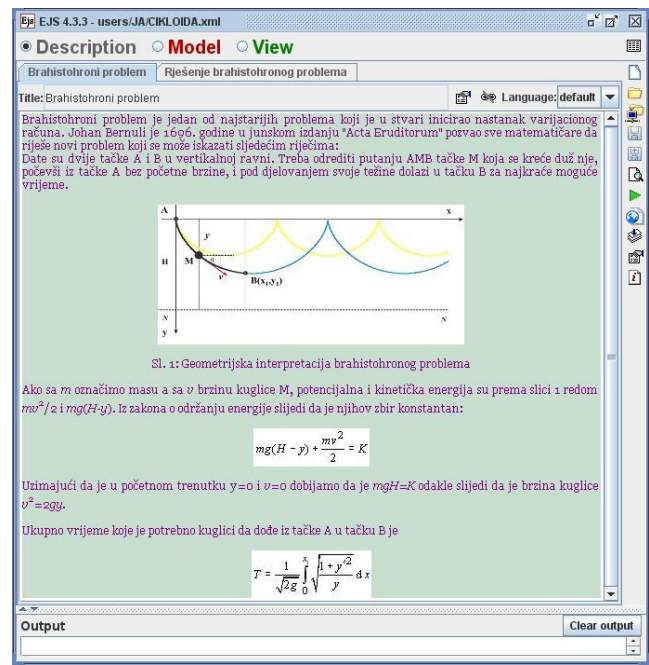 EJS 4.3.3 - users/JA/CIKLOIDA.xml
Description Model View
Brahistohroni problem Rješenje brahistohronog problema
Title: Brahistohroni problem Language: default
Brahistohroni problem je jedan od najstarijih problema koji je u stvari inicirao nastanak varijacionog
računa. Johan Bernuli je 1696. godine u junskom izdanju "Acta Eruditorum" pozvao sve matematičare da
riješe novi problem koji se može iskazati sljedećim riječima:
Date su dvije tačke A i B u vertikalnoj ravni. Treba odrediti putanju AMB tačke M koja se kreće duž nje,
počevši iz tačke A bez početne brzine, i pod djelovanjem svoje težine dolazi u tačku B za najkraće moguće
vrijeme.
A x
y
H M
v B(x₁,y₁)
N N
y
Sl. 1: Geometrijska interpretacija brahistohronog problema
Ako sa m označimo masu a sa v brzinu kuglice M, potencijalna i kinetička energija su prema slici 1 redom
mv²/2 i mg(H-y). Iz zakona o održanju energije slijedi da je njihov zbir konstantan:
mg(H - y) + mv²/2 = K
Uzimajući da je u početnom trenutku y=0 i v=0 dobijamo da je mgH=K odakle slijedi da je brzina kuglice
v²=2gy.
Ukupno vrijeme koje je potrebno kuglici da dođe iz tačke A u tačku B je
T = 1/√2g ∫₀ˣ¹ √(1 + y'²)/y dx
Output Clear output